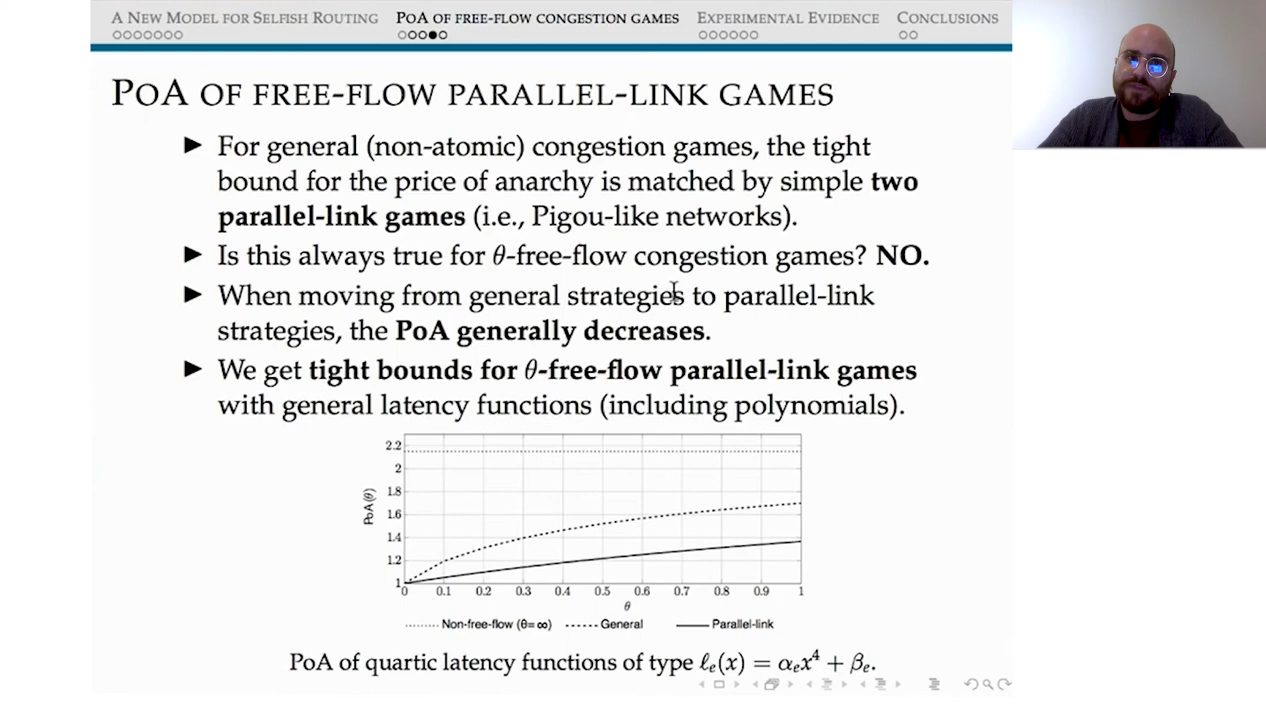 A New Model for Selfish Routing PoA of free-flow congestion games Experimental Evidence Conclusions
PoA of free-flow parallel-link games
► For general (non-atomic) congestion games, the tight
bound for the price of anarchy is matched by simple two
parallel-link games (i.e., Pigou-like networks).
► Is this always true for θ-free-flow congestion games? NO.
► When moving from general strategies to parallel-link
strategies, the PoA generally decreases.
► We get tight bounds for θ-free-flow parallel-link games
with general latency functions (including polynomials).
2.2
2
1.8
1.6
1.4
1.2
1
PoA(θ)
0 0.1 0.2 0.3 0.4 0.5 0.6 0.7 0.8 0.9 1
θ
Non-free-flow (θ=∞) General Parallel-link
PoA of quartic latency functions of type ℓₑ(x) = αₑx⁴ + βₑ.